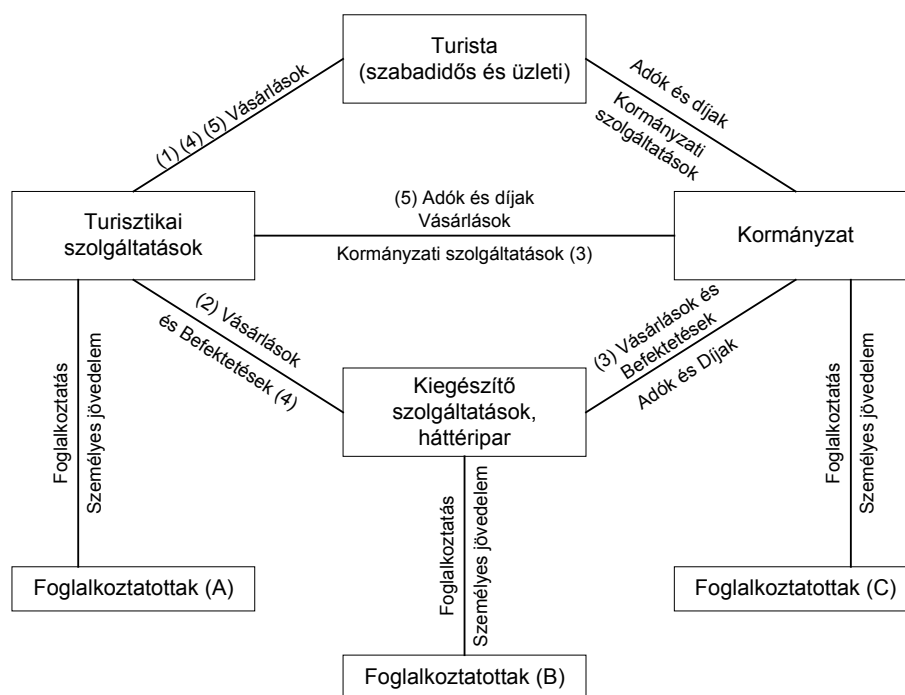 Turista
(szabadidős és üzleti)
(1) (4) (5) Vásárlások
Adók és díjak
Kormányzati
szolgáltatások
Turisztikai
szolgáltatások
(5) Adók és díjak
Vásárlások
Kormányzati szolgáltatások (3)
Kormányzat
(2) Vásárlások
és Befektetések (4)
(3) Vásárlások és
Befektetések
Adók és Díjak
Kiegészítő
szolgáltatások,
háttéripar
Foglalkoztatás
Személyes jövedelem
Foglalkoztatás
Személyes jövedelem
Foglalkoztatás
Személyes jövedelem
Foglalkoztatottak (A)
Foglalkoztatottak (C)
Foglalkoztatottak (B)